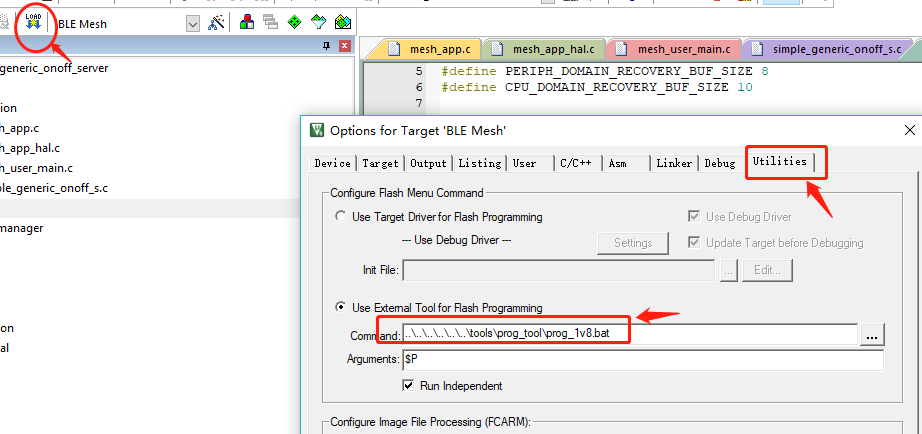 LOAD
BLE Mesh
generic_onoff_server
ion
h_app.c
h_app_hal.c
h_user_main.c
ple_generic_onoff_s.c
manager
on
al
mesh_app.c
mesh_app_hal.c
mesh_user_main.c
simple_generic_onoff_s.c
5 #define PERIPH_DOMAIN_RECOVERY_BUF_SIZE 8
6 #define CPU_DOMAIN_RECOVERY_BUF_SIZE 10
7
Options for Target 'BLE Mesh'
Device
Target
Output
Listing
User
C/C++
Asm
Linker
Debug
Utilities
Configure Flash Menu Command
Use Target Driver for Flash Programming
Use Debug Driver
--- Use Debug Driver ---
Settings
Update Target before Debugging
Init File:
...
Edit...
Use External Tool for Flash Programming
Command: ..\..\..\..\..\..\tools\prog_tool\prog_1v8.bat
...
Arguments: $P
Run Independent
Configure Image File Processing (FCARM):